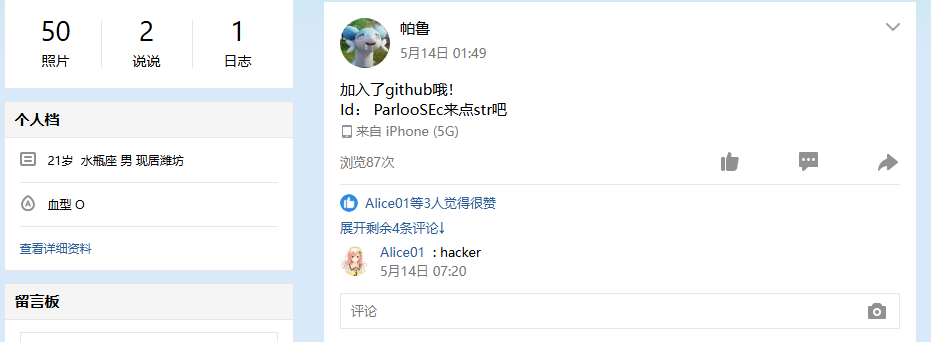 50
照片
2
说说
1
日志
个人档
21岁 水瓶座 男 现居潍坊
血型 O
查看详细资料
留言板
帕鲁
5月14日 01:49
加入了github哦！
Id： ParlooSEc来点str吧
来自 iPhone (5G)
浏览87次
Alice01等3人觉得很赞
展开剩余4条评论↓
Alice01 : hacker
5月14日 07:20
评论